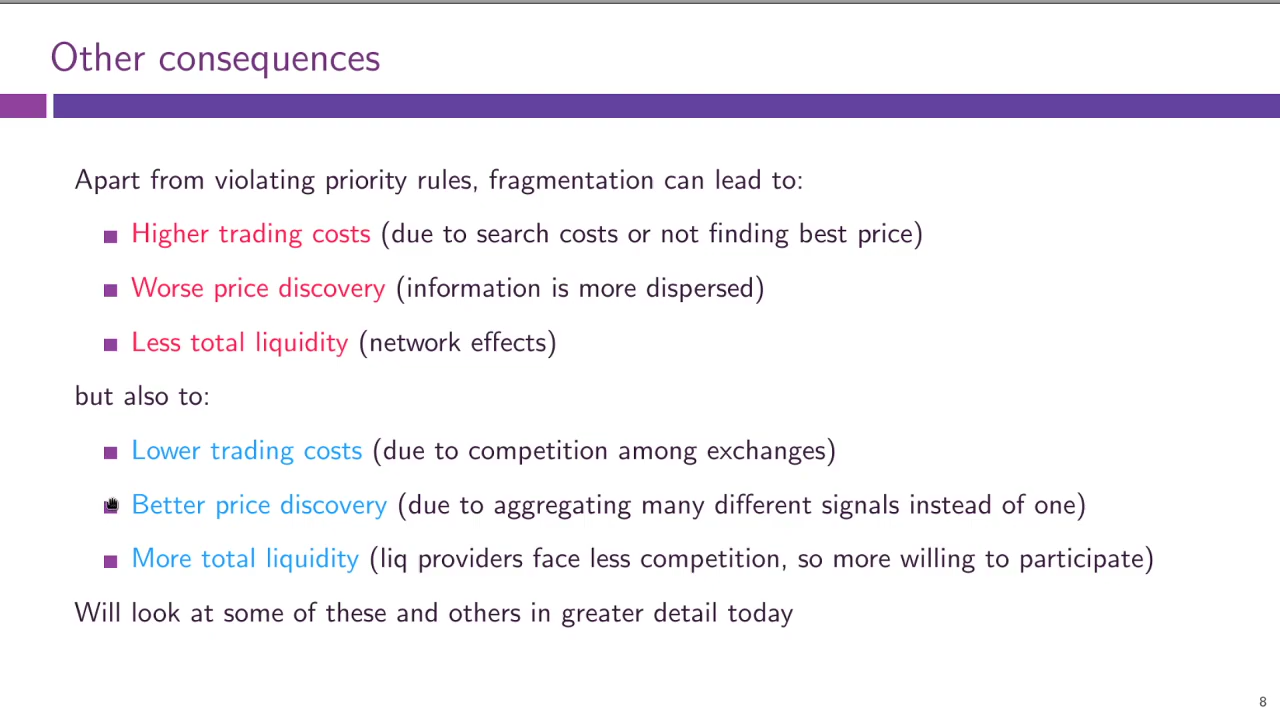 Other consequences
Apart from violating priority rules, fragmentation can lead to:
Higher trading costs (due to search costs or not finding best price)
Worse price discovery (information is more dispersed)
Less total liquidity (network effects)
but also to:
Lower trading costs (due to competition among exchanges)
Better price discovery (due to aggregating many different signals instead of one)
More total liquidity (liq providers face less competition, so more willing to participate)
Will look at some of these and others in greater detail today
8